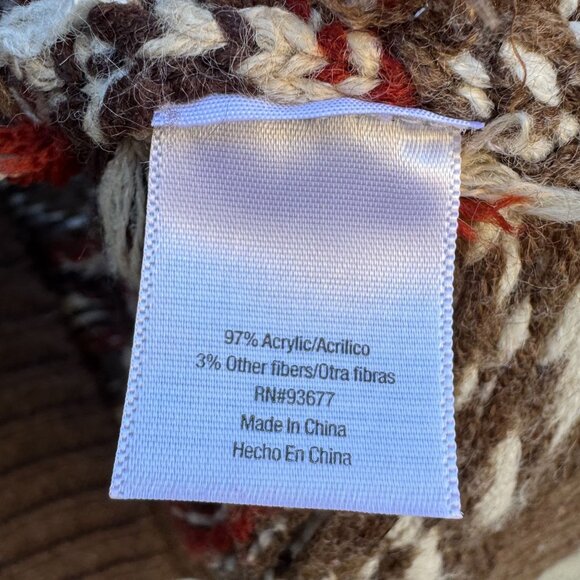 97% Acrylic/Acrilico
3% Other fibers/Otra fibras
RN#93677
Made In China
Hecho En China